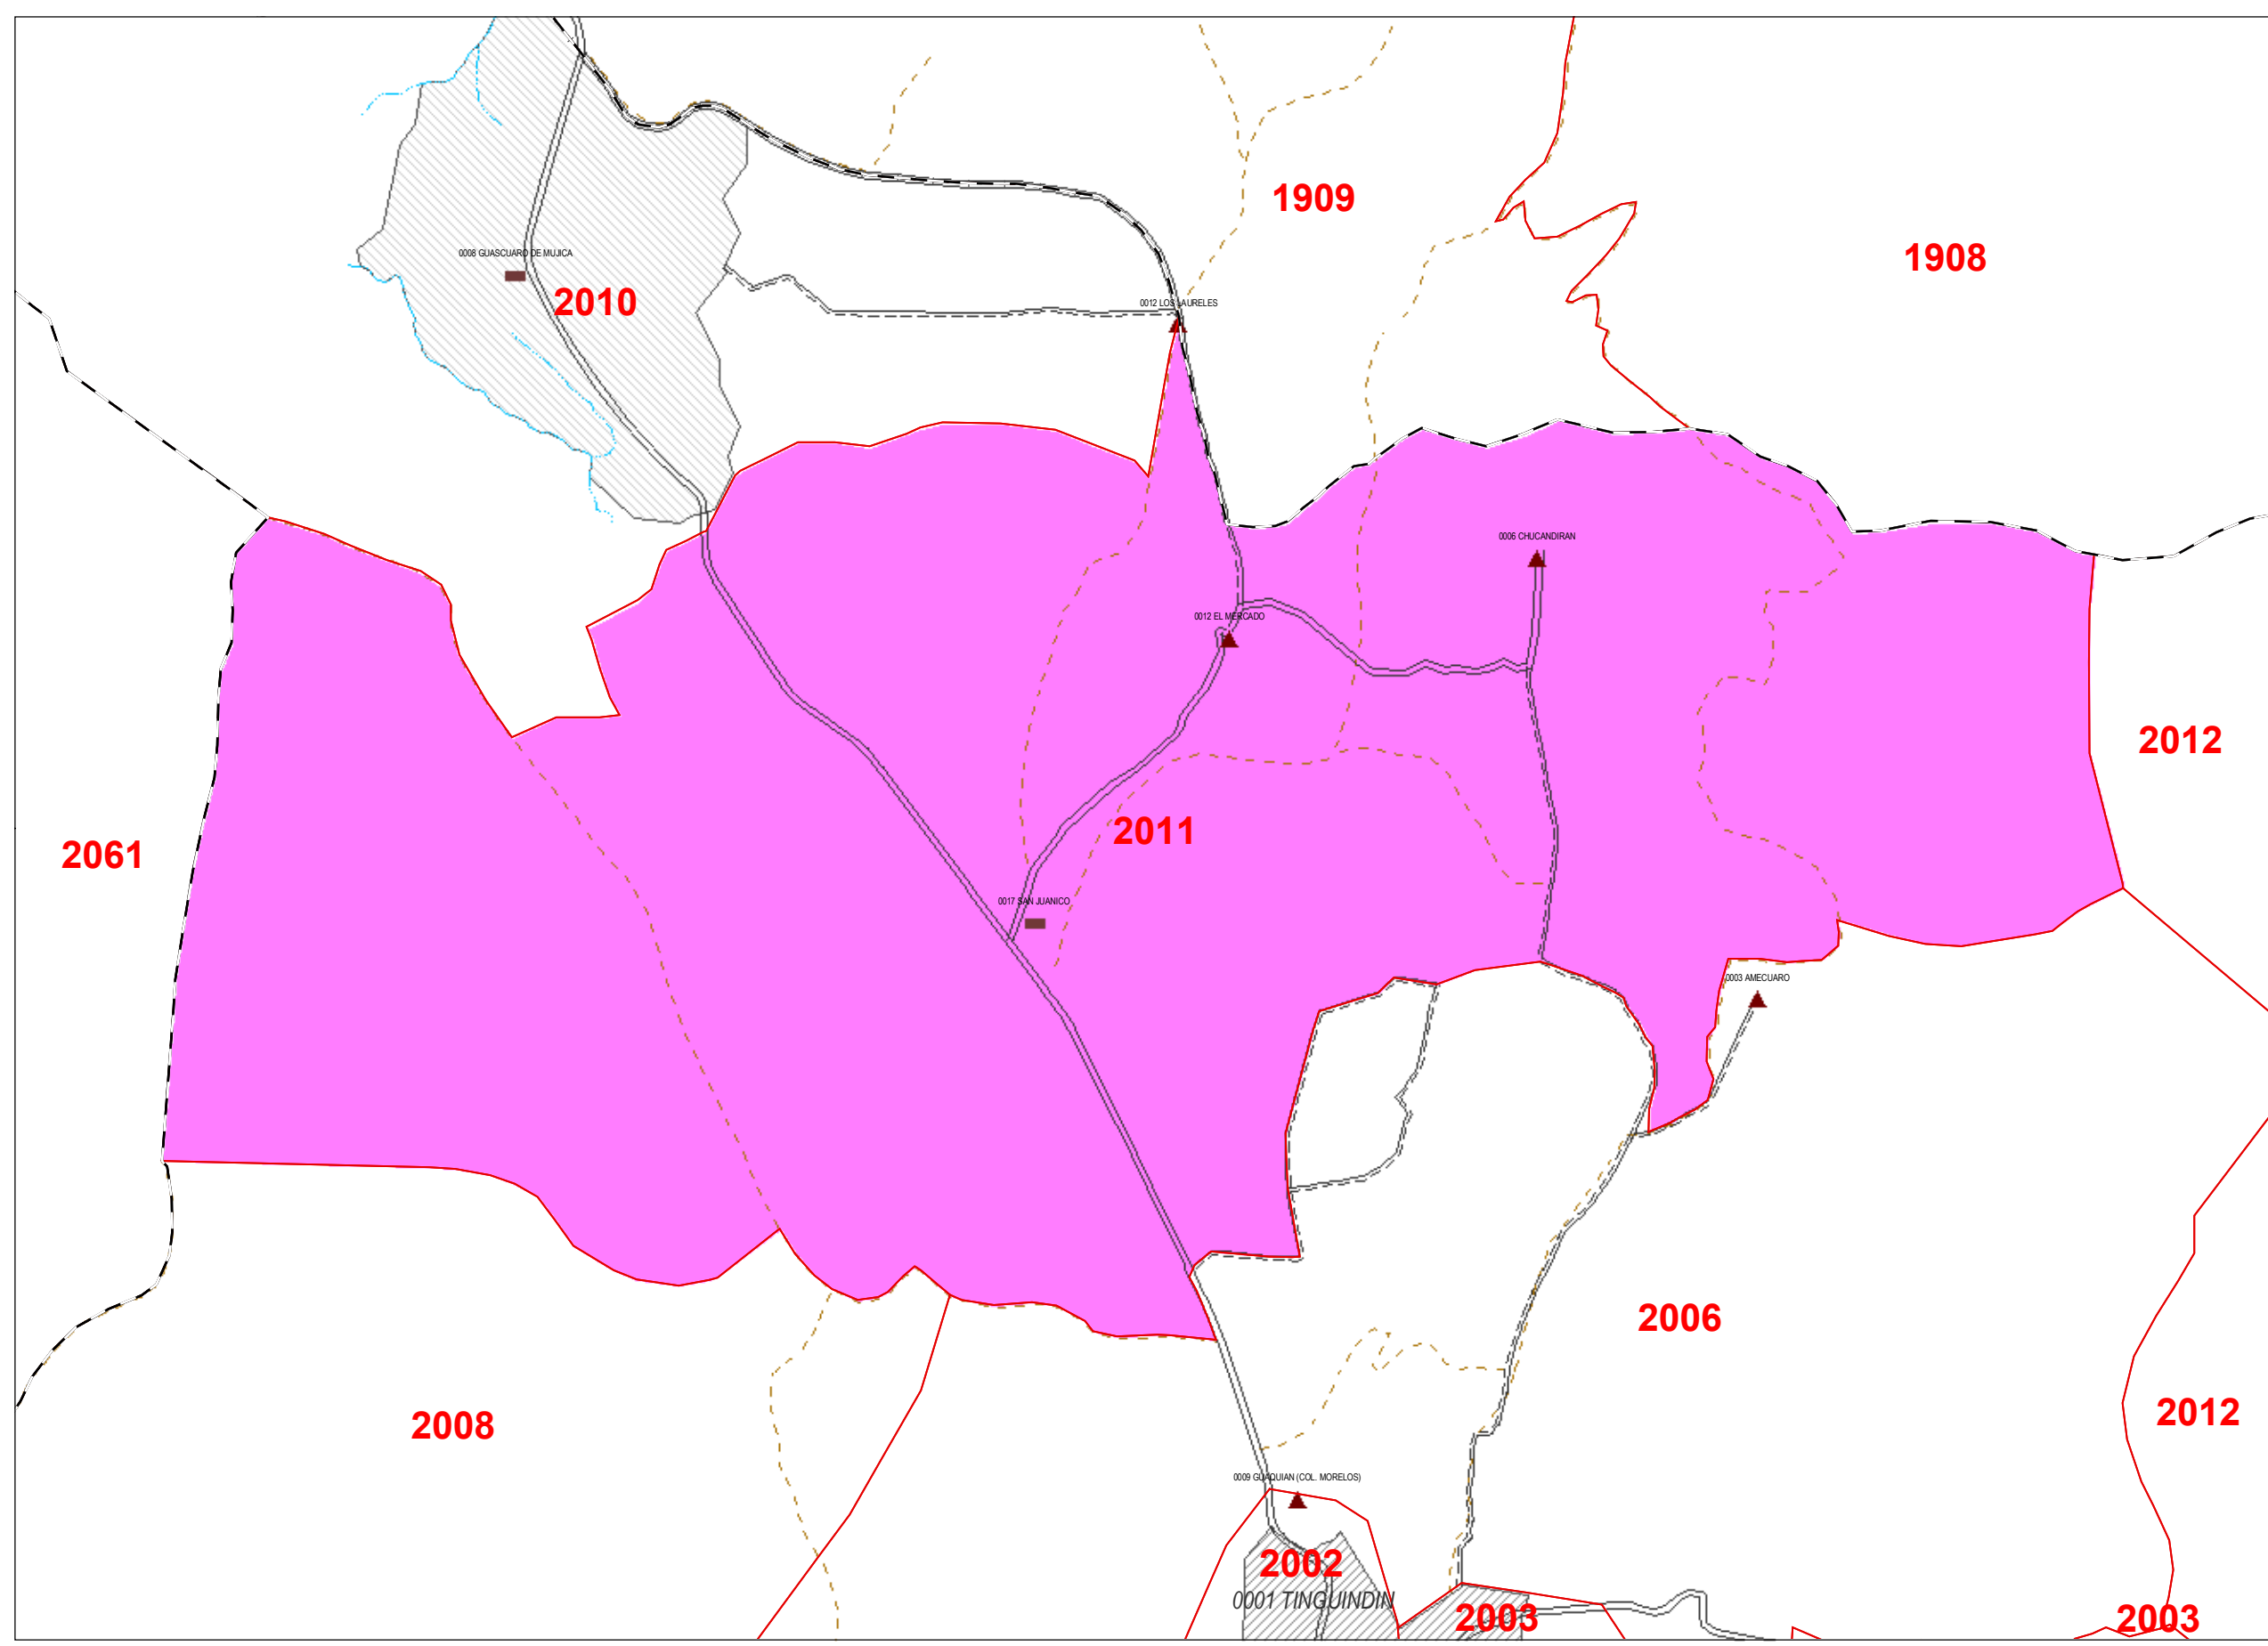 1909
1908
0008 GUASCUARO DE MUJICA
2010
0012 LOS LAURELES
0006 CHUCANDIRAN
0012 EL MERCADO
2012
2011
2061
0017 SAN JUANICO
0003 AMECUARO
2006
2008
2012
0009 GUAQUIAN (COL. MORELOS)
2002
0001 TINGUINDIN
2003
2003